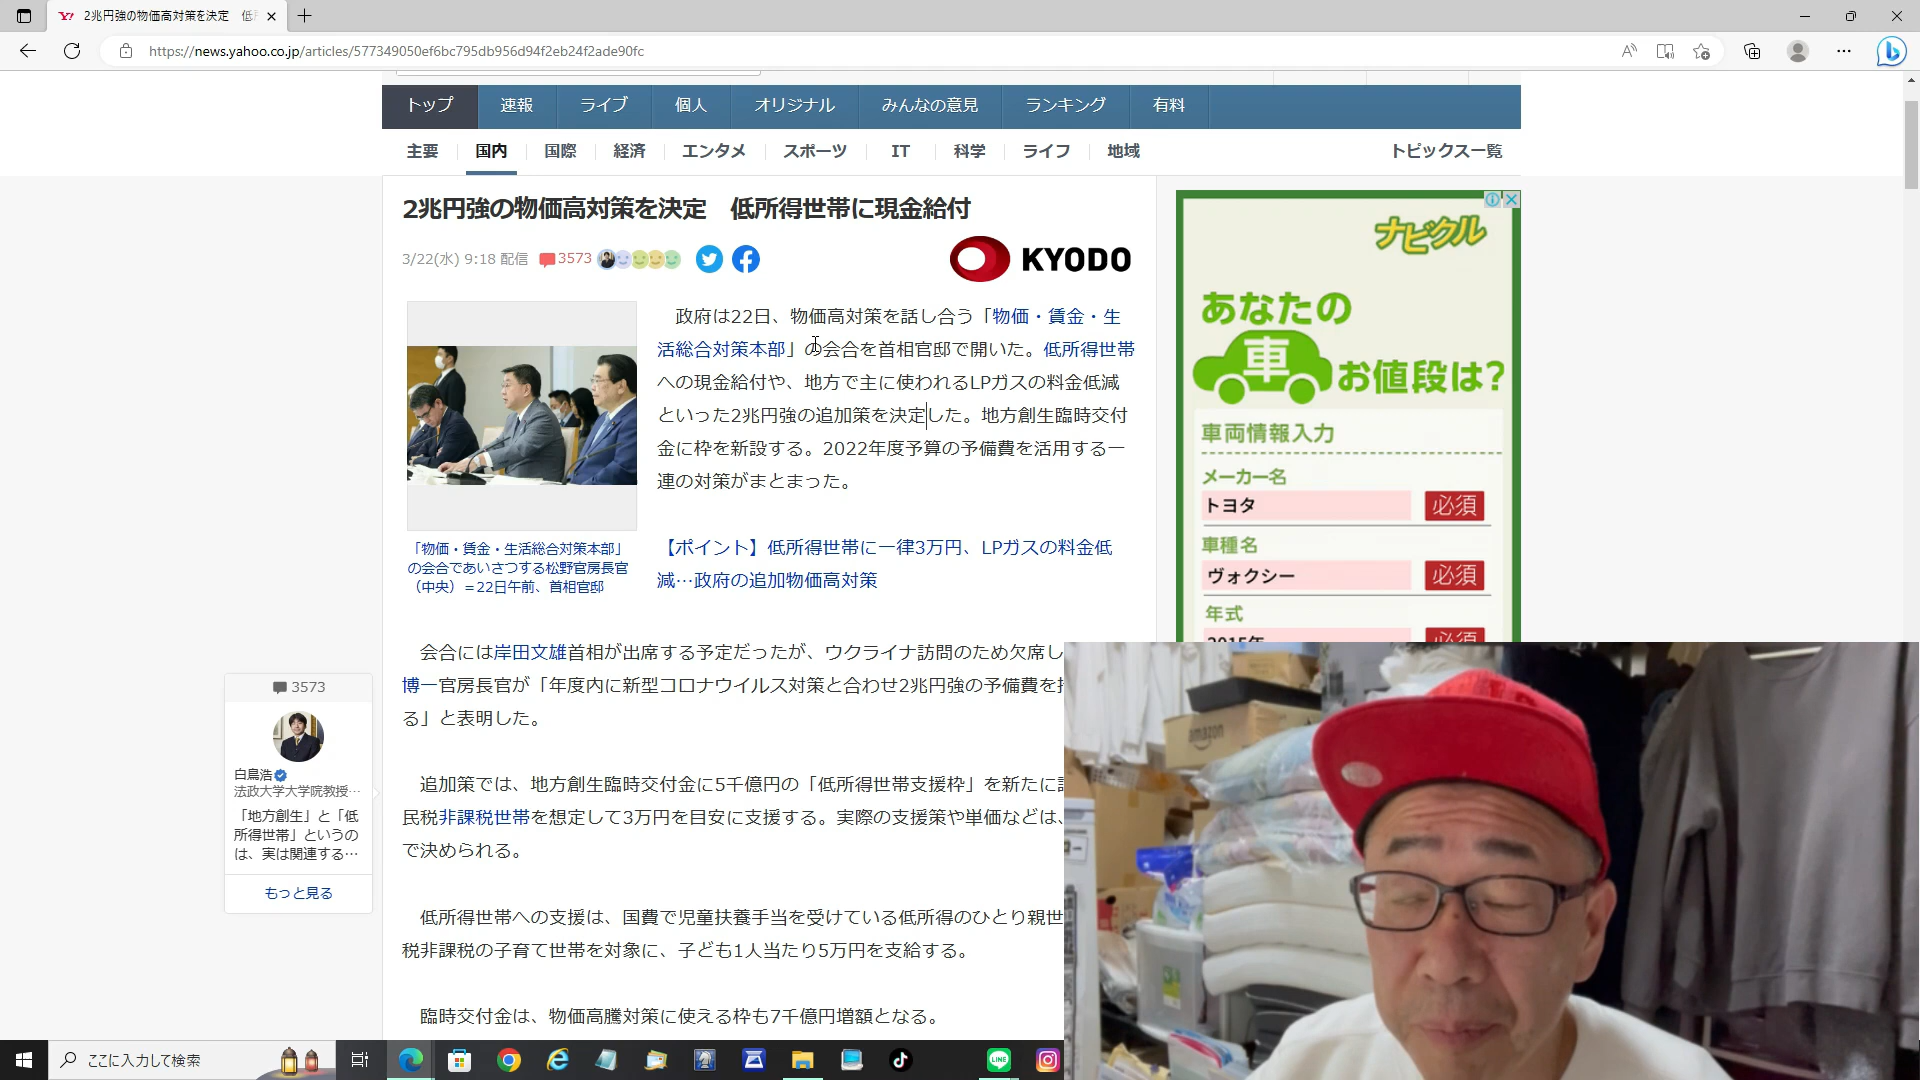 2兆円強の物価高対策を決定 低所
https://news.yahoo.co.jp/articles/577349050ef6bc795db956d94f2eb24f2ade90fc
トップ 速報 ライブ 個人 オリジナル みんなの意見 ランキング 有料
主要 国内 国際 経済 エンタメ スポーツ IT 科学 ライフ 地域 トピックス一覧
2兆円強の物価高対策を決定　低所得世帯に現金給付
3/22(水) 9:18 配信 3573
KYODO
政府は22日、物価高対策を話し合う「物価・賃金・生
活総合対策本部」の会合を首相官邸で開いた。低所得世帯
への現金給付や、地方で主に使われるLPガスの料金低減
といった2兆円強の追加策を決定した。地方創生臨時交付
金に枠を新設する。2022年度予算の予備費を活用する一
連の対策がまとまった。
【ポイント】低所得世帯に一律3万円、LPガスの料金低
減…政府の追加物価高対策
「物価・賃金・生活総合対策本部」
の会合であいさつする松野官房長官
（中央）＝22日午前、首相官邸
会合には岸田文雄首相が出席する予定だったが、ウクライナ訪問のため欠席し
博一官房長官が「年度内に新型コロナウイルス対策と合わせ2兆円強の予備費を
る」と表明した。
追加策では、地方創生臨時交付金に5千億円の「低所得世帯支援枠」を新たに
民税非課税世帯を想定して3万円を目安に支援する。実際の支援策や単価などは、
で決められる。
低所得世帯への支援は、国費で児童扶養手当を受けている低所得のひとり親世
税非課税の子育て世帯を対象に、子ども1人当たり5万円を支給する。
臨時交付金は、物価高騰対策に使える枠も7千億円増額となる。
3573
白鳥浩
法政大学大学院教授…
「地方創生」と「低
所得世帯」というの
は、実は関連する…
もっと見る
ナビクル
あなたの
車
お値段は?
車両情報入力
メーカー名
トヨタ 必須
車種名
ヴォクシー 必須
年式
2015年 必須
amazon
ここに入力して検索
LINE